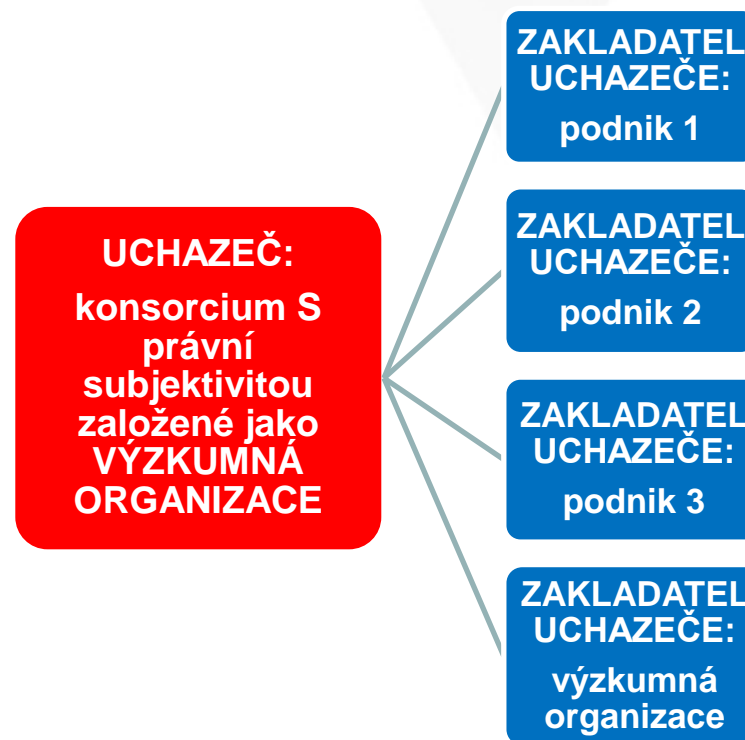 UCHAZEČ:
konsorcium S
právní
subjektivitou
založené jako
VÝZKUMNÁ
ORGANIZACE
ZAKLADATEL
UCHAZEČE:
podnik 1
ZAKLADATEL
UCHAZEČE:
podnik 2
ZAKLADATEL
UCHAZEČE:
podnik 3
ZAKLADATEL
UCHAZEČE:
výzkumná
organizace